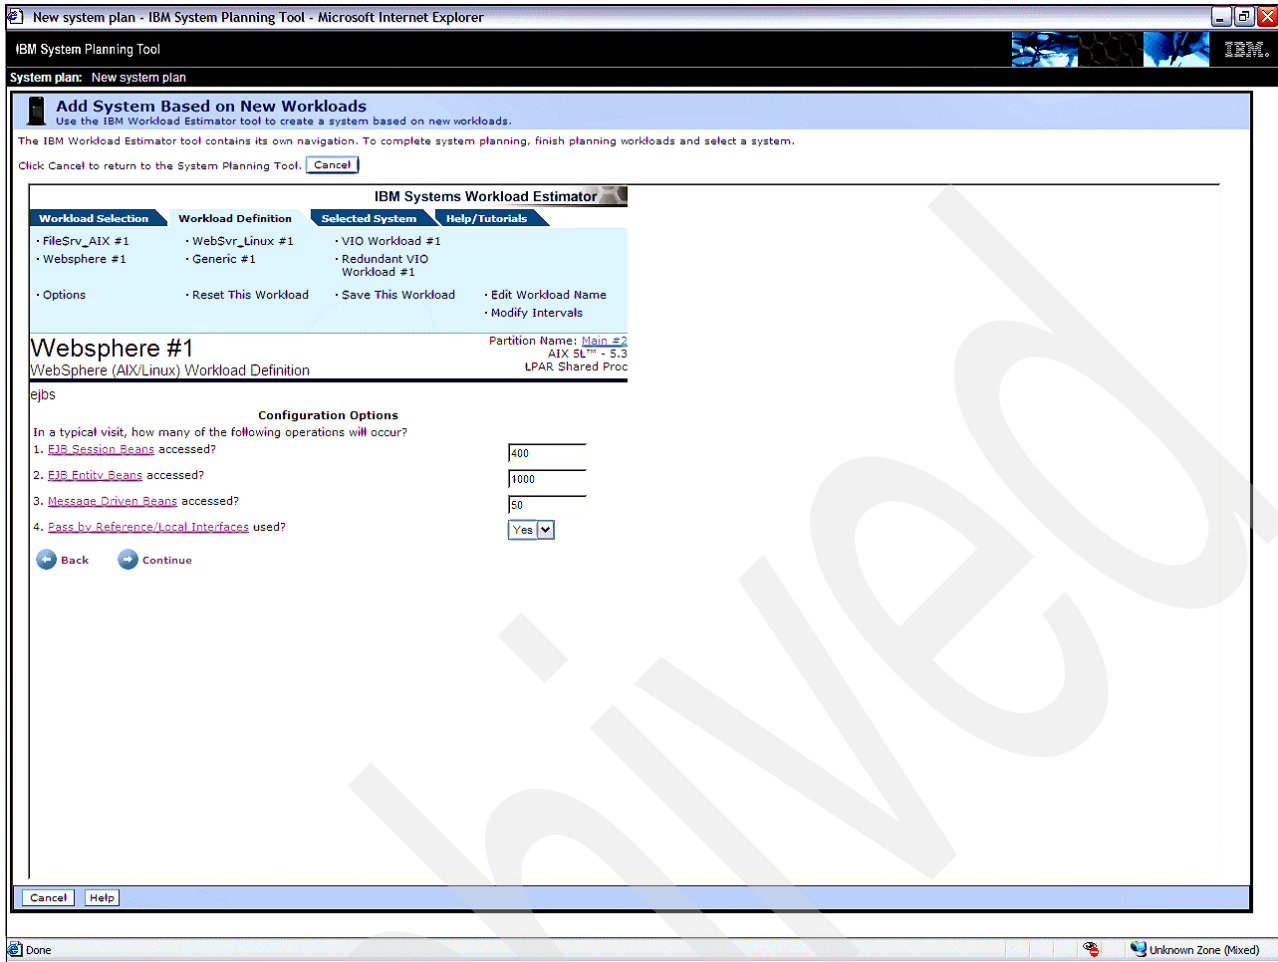 New system plan - IBM System Planning Tool - Microsoft Internet Explorer
IBM System Planning Tool
IBM.
System plan: New system plan
Add System Based on New Workloads
Use the IBM Workload Estimator tool to create a system based on new workloads.
The IBM Workload Estimator tool contains its own navigation. To complete system planning, finish planning workloads and select a system.
Click Cancel to return to the System Planning Tool. Cancel
IBM Systems Workload Estimator
Workload Selection Workload Definition Selected System Help/Tutorials
· FileSrv_AIX #1 · WebSvr_Linux #1 · VIO Workload #1
· Websphere #1 · Generic #1 · Redundant VIO
Workload #1
· Options · Reset This Workload · Save This Workload · Edit Workload Name
· Modify Intervals
Websphere #1
WebSphere (AIX/Linux) Workload Definition
Partition Name: Main #2
AIX 5L™ - 5.3
LPAR Shared Proc
ejbs
Configuration Options
In a typical visit, how many of the following operations will occur?
1. EJB Session Beans accessed? 400
2. EJB Entity Beans accessed? 1000
3. Message Driven Beans accessed? 50
4. Pass by Reference/Local Interfaces used? Yes
Back Continue
Cancel Help
Done Unknown Zone (Mixed)
hived